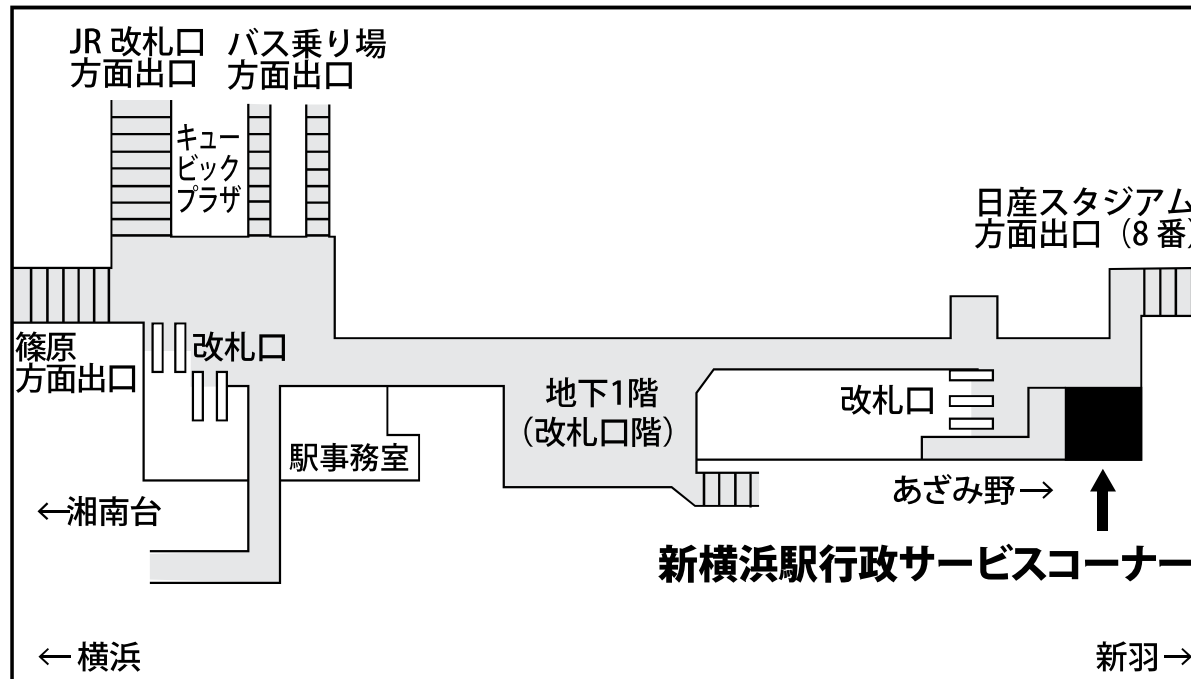 JR 改札口
方面出口
バス乗り場
方面出口
キュー
ビック
プラザ
日産スタジアム
方面出口（8 番）
篠原
方面出口
改札口
地下1階
（改札口階）
改札口
駅事務室
←湘南台
あざみ野→
新横浜駅行政サービスコーナー
← 横浜
新羽→